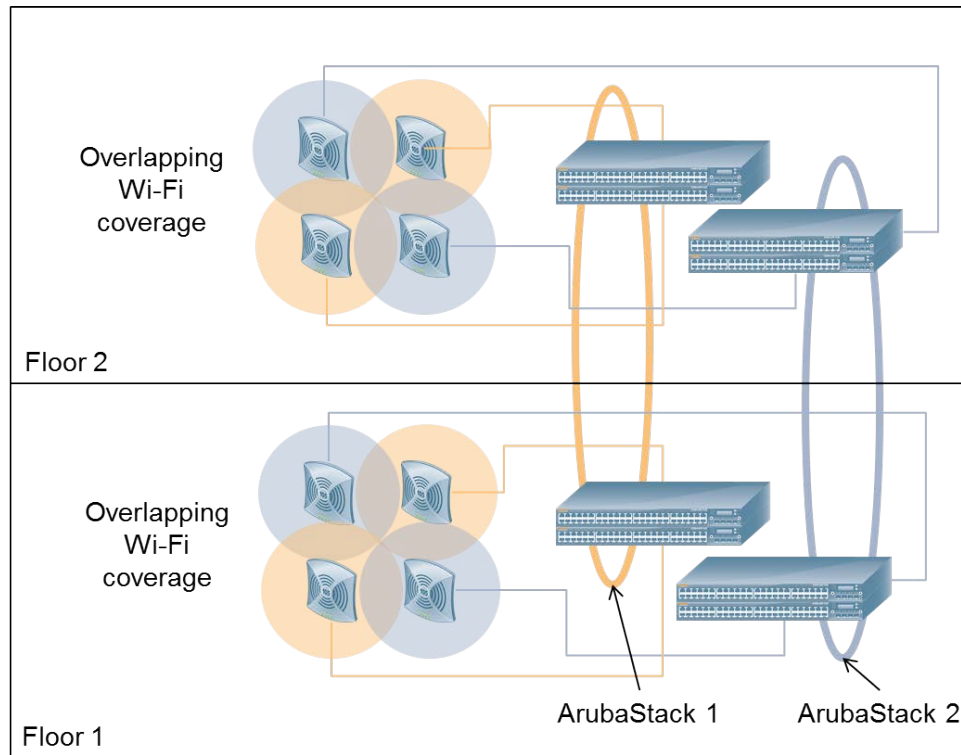 Overlapping
Wi-Fi
coverage
Floor 2
Overlapping
Wi-Fi
coverage
ArubaStack 1
ArubaStack 2
Floor 1